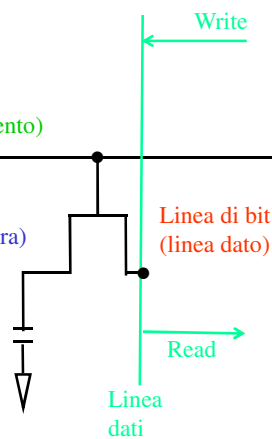 Write
ento)
Linea di bit
ra)
(linea dato)
Read
Linea
dati